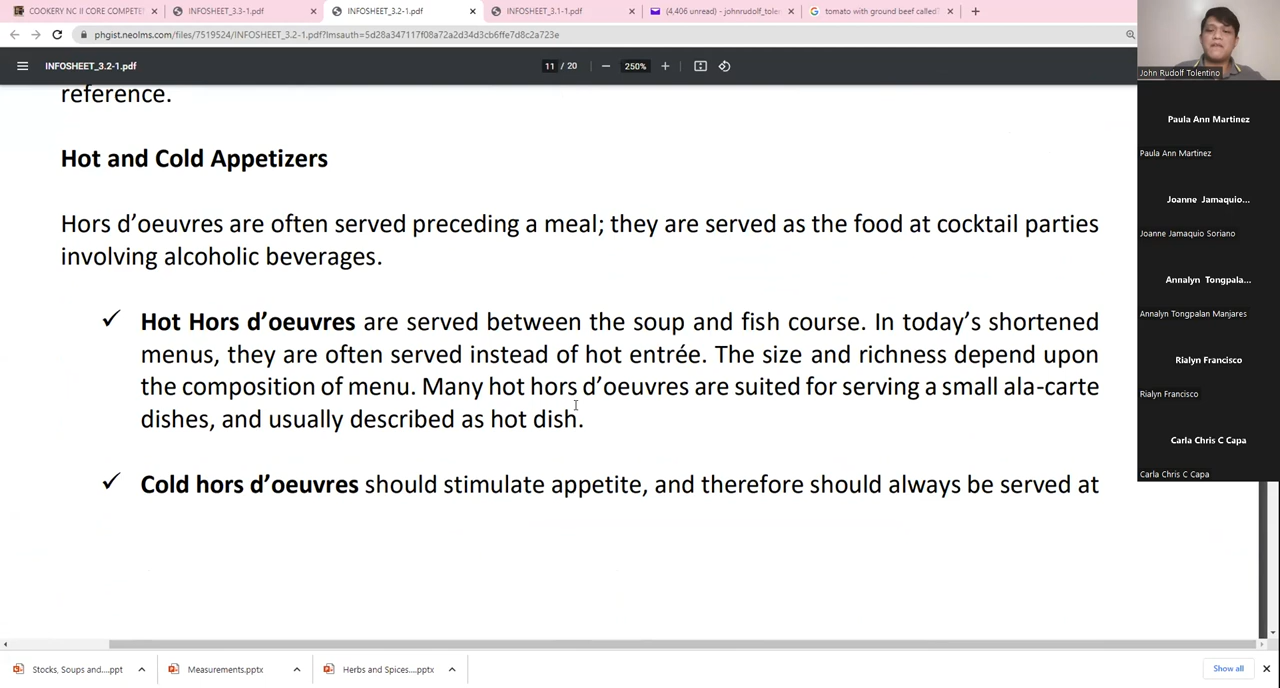 COOKERY NC II CORE COMPETE
INFOSHEET_3.3-1.pdf
INFOSHEET_3.2-1.pdf
INFOSHEET_3.1-1.pdf
(4,406 unread) - johnrudolf_toler
tomato with ground beef called?
phgist.neolms.com/files/7519524/INFOSHEET_3.2-1.pdf?lmsauth=5d28a347117f08a72a2d34d3cb6ffe7d8c2a723e
INFOSHEET_3.2-1.pdf
11 / 20
250%
reference.
Hot and Cold Appetizers
Hors d’oeuvres are often served preceding a meal; they are served as the food at cocktail parties
involving alcoholic beverages.
Hot Hors d’oeuvres are served between the soup and fish course. In today’s shortened
menus, they are often served instead of hot entrée. The size and richness depend upon
the composition of menu. Many hot hors d’oeuvres are suited for serving a small ala-carte
dishes, and usually described as hot dish.
Cold hors d’oeuvres should stimulate appetite, and therefore should always be served at
John Rudolf Tolentino
Paula Ann Martinez
Paula Ann Martinez
Joanne Jamaquio...
Joanne Jamaquio Soriano
Annalyn Tongpala...
Annalyn Tongpalan Manjares
Rialyn Francisco
Rialyn Francisco
Carla Chris C Capa
Carla Chris C Capa
Stocks, Soups and....ppt
Measurements.pptx
Herbs and Spices....pptx
Show all